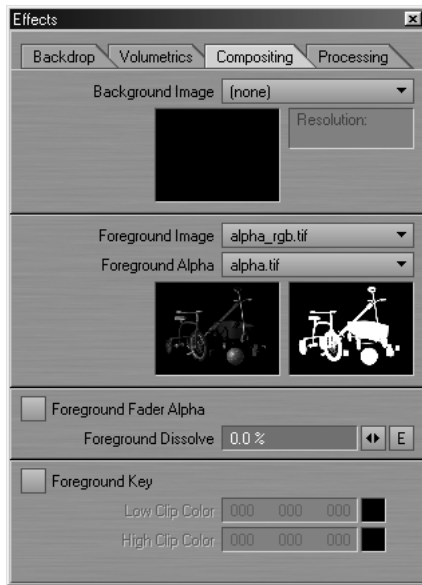 Effects
Backdrop Volumetrics Compositing Processing
Background Image (none)
Resolution:
Foreground Image alpha_rgb.tif
Foreground Alpha alpha.tif
Foreground Fader Alpha
Foreground Dissolve 0.0 % E
Foreground Key
Low Clip Color 000 000 000
High Clip Color 000 000 000